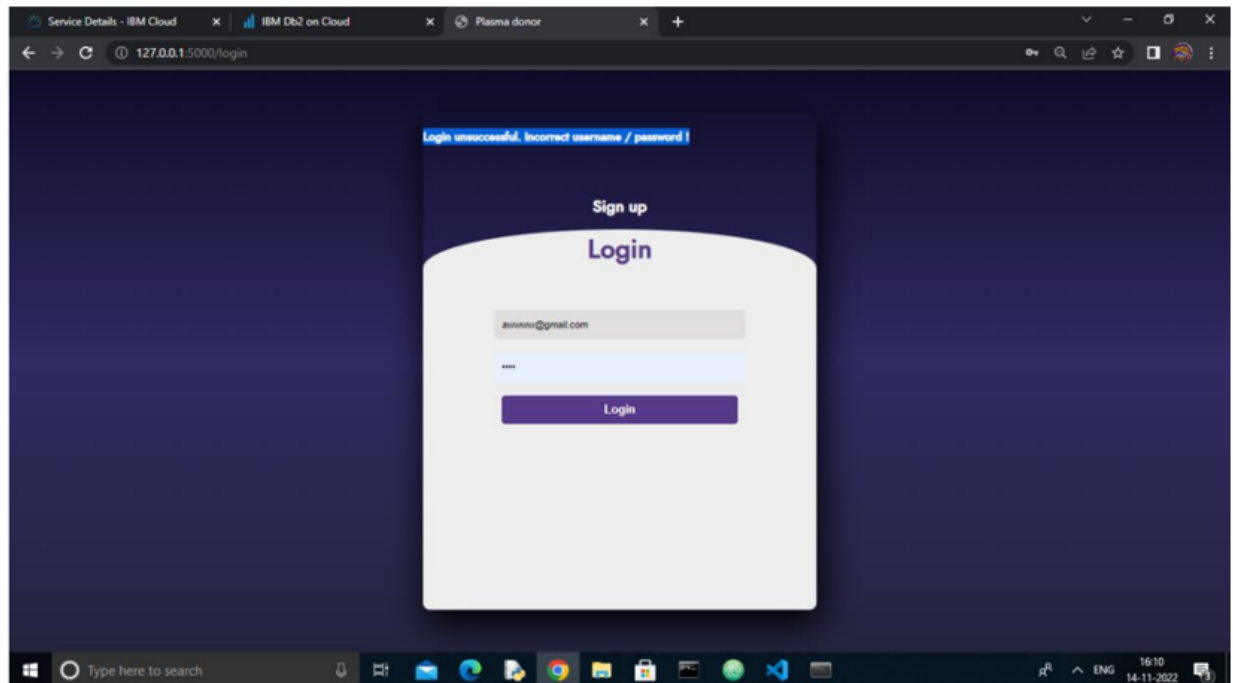 Service Details - IBM Cloud
IBM Db2 on Cloud
Plasma donor
127.0.0.1:5000/login
Login unsuccessful. Incorrect username / password !
Sign up
Login
@gmail.com
Login
Type here to search
ENG
16:10
14-11-2022
3